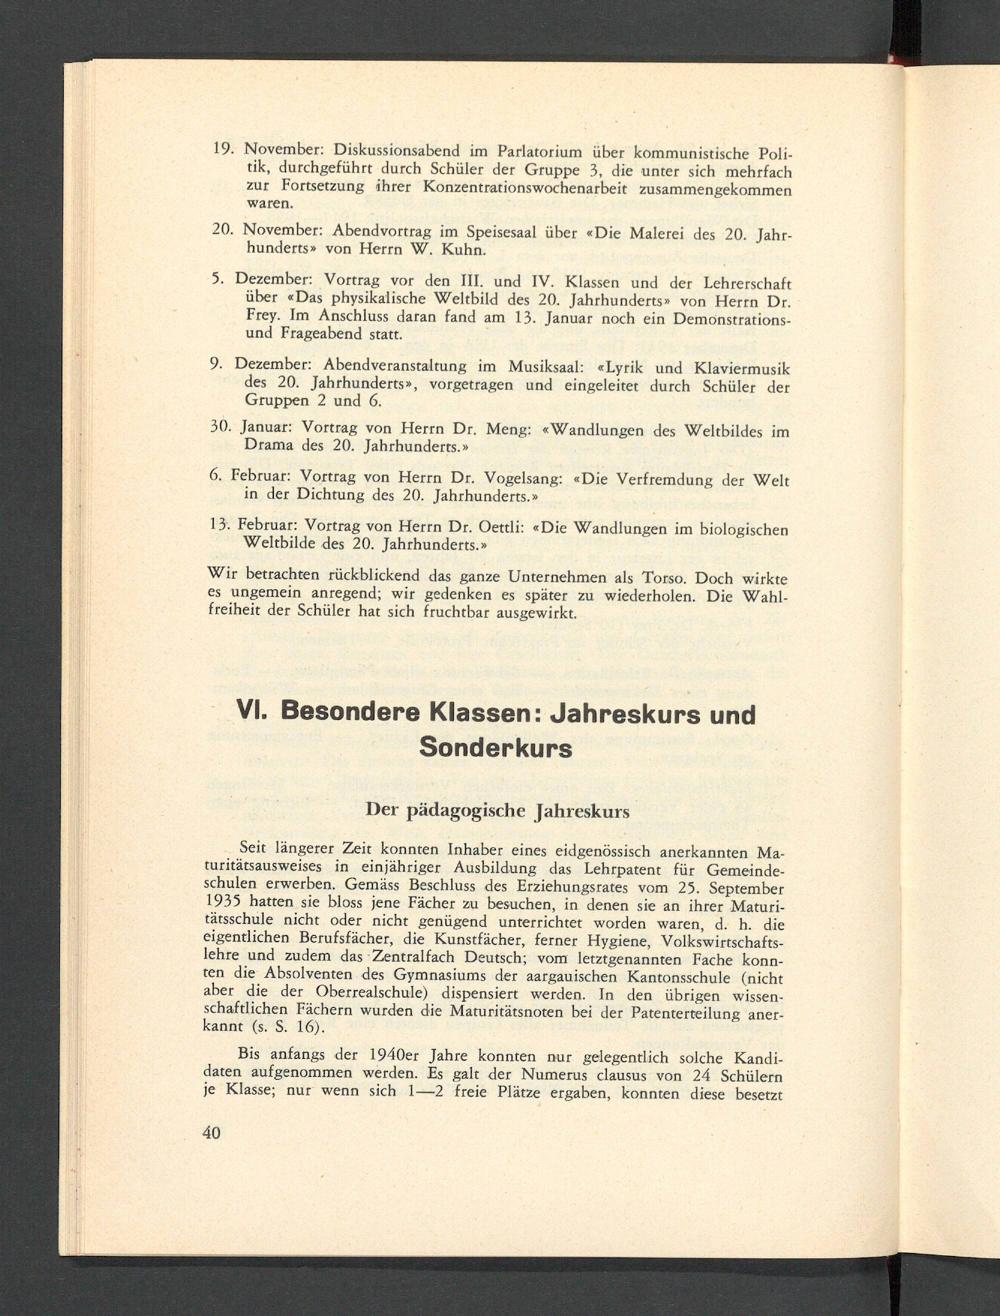 19. November: Diskussionsabend im Parlatorium über kommunistische Poli-
tik, durchgeführt durch Schüler der Gruppe 3, die unter sich mehrfach
zur Fortsetzung ihrer Konzentrationswochenarbeit zusammengekommen
waren.
20. November: Abendvortrag im Speisesaal über «Die Malerei des 20. Jahr-
hunderts» von Herrn W. Kuhn.
5. Dezember: Vortrag vor den III. und IV. Klassen und der Lehrerschaft
über «Das physikalische Weltbild des 20. Jahrhunderts» von Herrn Dr.
Frey. Im Anschluss daran fand am 13. Januar noch ein Demonstrations-
und Frageabend statt.
9. Dezember: Abendveranstaltung im Musiksaal: «Lyrik und Klaviermusik
des 20. Jahrhunderts», vorgetragen und eingeleitet durch Schüler der
Gruppen 2 und 6.
30. Januar: Vortrag von Herrn Dr. Meng: «Wandlungen des Weltbildes im
Drama des 20. Jahrhunderts.»
6. Februar: Vortrag von Herrn Dr. Vogelsang: «Die Verfremdung der Welt
in der Dichtung des 20. Jahrhunderts.»
13. Februar: Vortrag von Herrn Dr. Oettli: «Die Wandlungen im biologischen
Weltbilde des 20. Jahrhunderts.»
Wir betrachten rückblickend das ganze Unternehmen als Torso. Doch wirkte
es ungemein anregend; wir gedenken es später zu wiederholen. Die Wahl-
freiheit der Schüler hat sich fruchtbar ausgewirkt.
VI. Besondere Klassen: Jahreskurs und
Sonderkurs
Der pädagogische Jahreskurs
Seit längerer Zeit konnten Inhaber eines eidgenössisch anerkannten Ma-
turitätsausweises in einjähriger Ausbildung das Lehrpatent für Gemeinde-
schulen erwerben. Gemäss Beschluss des Erziehungsrates vom 25. September
1935 hatten sie bloss jene Fächer zu besuchen, in denen sie an ihrer Maturi-
tätsschule nicht oder nicht genügend unterrichtet worden waren, d. h. die
eigentlichen Berufsfächer, die Kunstfächer, ferner Hygiene, Volkswirtschafts-
lehre und zudem das Zentralfach Deutsch; vom letztgenannten Fache konn-
ten die Absolventen des Gymnasiums der aargauischen Kantonsschule (nicht
aber die der Oberrealschule) dispensiert werden. In den übrigen wissen-
schaftlichen Fächern wurden die Maturitätsnoten bei der Patenterteilung aner-
kannt (s. S. 16).
Bis anfangs der 1940er Jahre konnten nur gelegentlich solche Kandi-
daten aufgenommen werden. Es galt der Numerus clausus von 24 Schülern
je Klasse; nur wenn sich 1—2 freie Plätze ergaben, konnten diese besetzt
40